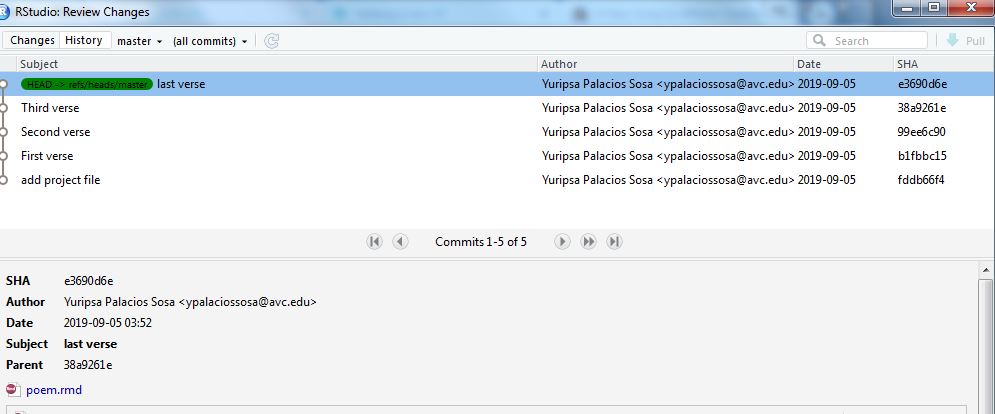 RStudio: Review Changes
Changes History master (all commits) Search Pull
Subject Author Date SHA
HEAD -> refs/heads/master last verse Yuripsa Palacios Sosa <ypalaciossosa@avc.edu> 2019-09-05 e3690d6e
Third verse Yuripsa Palacios Sosa <ypalaciossosa@avc.edu> 2019-09-05 38a9261e
Second verse Yuripsa Palacios Sosa <ypalaciossosa@avc.edu> 2019-09-05 99ee6c90
First verse Yuripsa Palacios Sosa <ypalaciossosa@avc.edu> 2019-09-05 b1fbbc15
add project file Yuripsa Palacios Sosa <ypalaciossosa@avc.edu> 2019-09-05 fddb66f4
Commits 1-5 of 5
SHA e3690d6e
Author Yuripsa Palacios Sosa <ypalaciossosa@avc.edu>
Date 2019-09-05 03:52
Subject last verse
Parent 38a9261e
poem.rmd